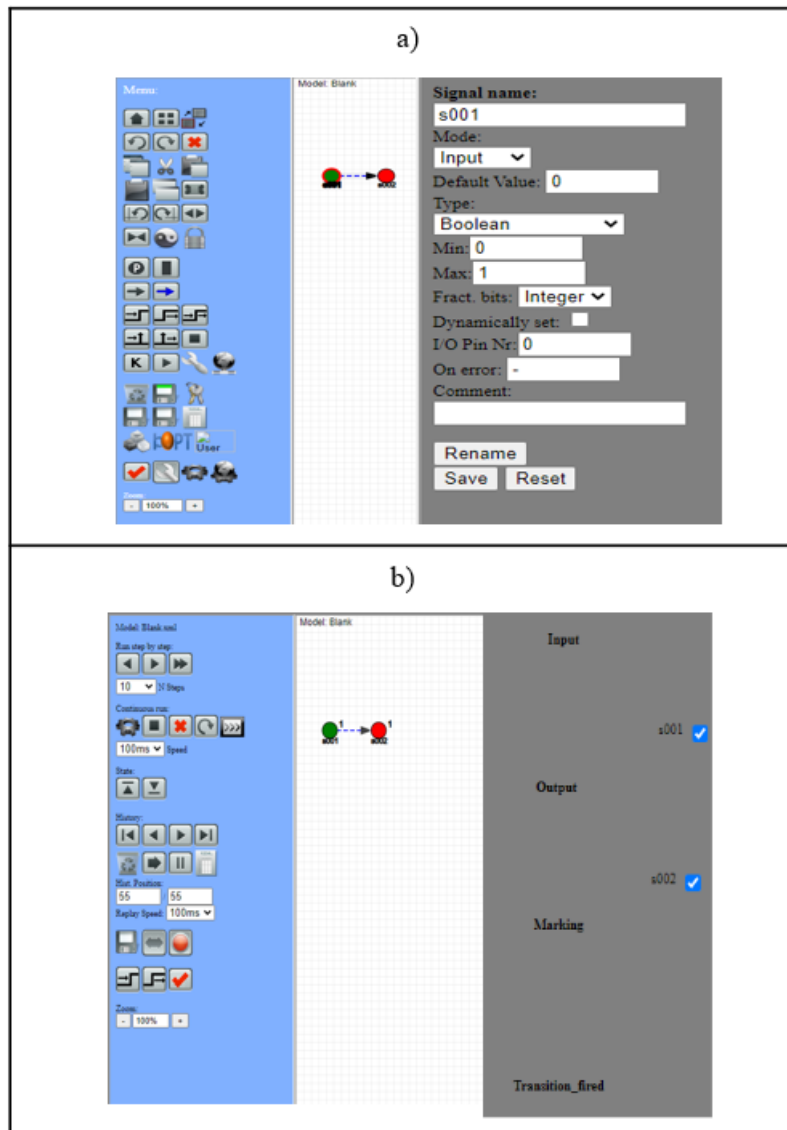 a)
Menu:
Model: Blank
s002
Zoom:
- 100% +
Signal name:
s001
Mode:
Input
Default Value: 0
Type:
Boolean
Min: 0
Max: 1
Fract. bits: Integer
Dynamically set:
I/O Pin Nr: 0
On error: -
Comment:
Rename
Save Reset
P
K
OPT
User
b)
Model: Blank.xml
Run step by step:
10 N Steps
Continuous run:
100ms Speed
State:
History:
Hist. Position:
55 / 55
Replay Speed: 100ms
Zoom:
- 100% +
Model: Blank
1 1
s001 s002
Input
s001
Output
s002
Marking
Transition_fired